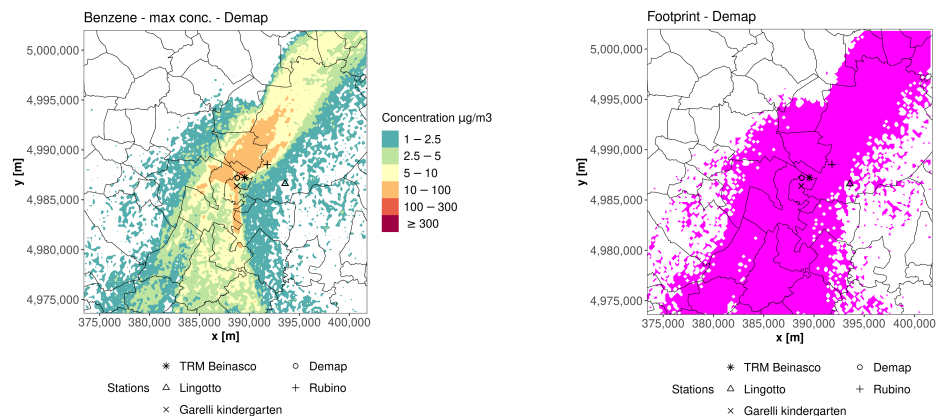 Benzene - max conc. - Demap
y [m]
5,000,000
4,995,000
4,990,000
4,985,000
4,980,000
4,975,000
375,000 380,000 385,000 390,000 395,000 400,000
x [m]
Concentration µg/m3
1 – 2.5
2.5 – 5
5 – 10
10 – 100
100 – 300
≥ 300
Stations
TRM Beinasco
Lingotto
Garelli kindergarten
Demap
Rubino
Footprint - Demap
y [m]
5,000,000
4,995,000
4,990,000
4,985,000
4,980,000
4,975,000
375,000 380,000 385,000 390,000 395,000 400,000
x [m]
Stations
TRM Beinasco
Lingotto
Garelli kindergarten
Demap
Rubino